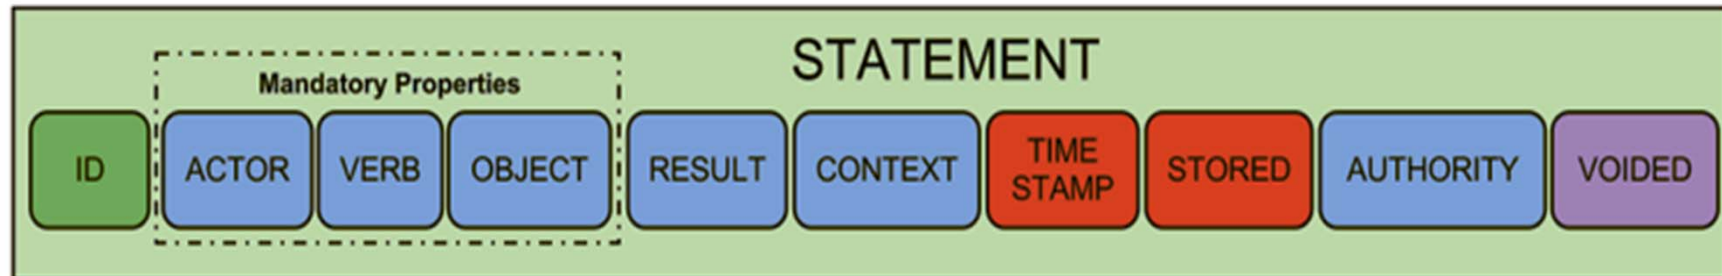 STATEMENT
Mandatory Properties
ID
ACTOR
VERB
OBJECT
RESULT
CONTEXT
TIME
STAMP
STORED
AUTHORITY
VOIDED